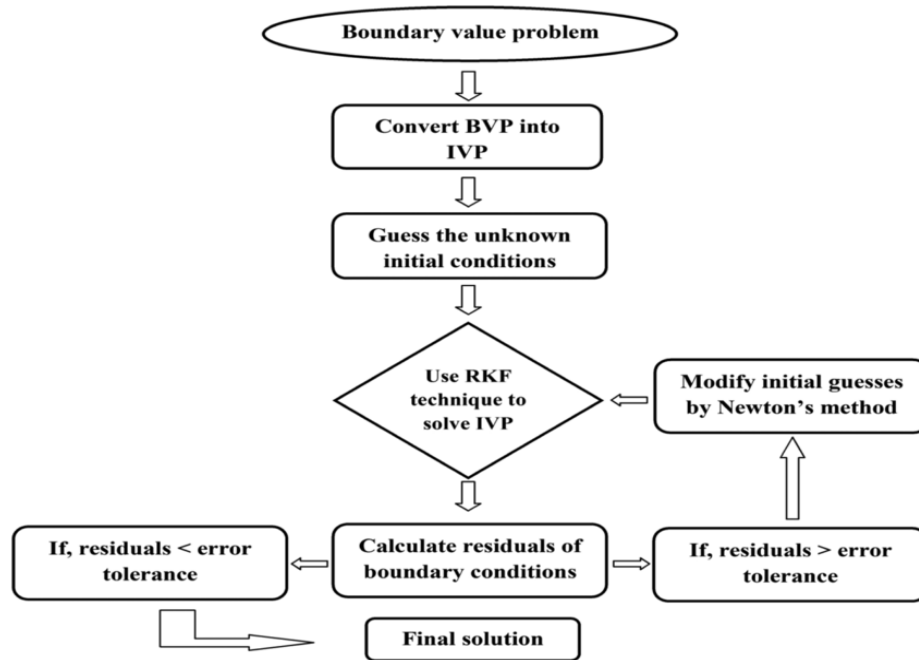 Boundary value problem
Convert BVP into
IVP
Guess the unknown
initial conditions
Use RKF
technique to
solve IVP
Modify initial guesses
by Newton’s method
If, residuals < error
tolerance
Calculate residuals of
boundary conditions
If, residuals > error
tolerance
Final solution